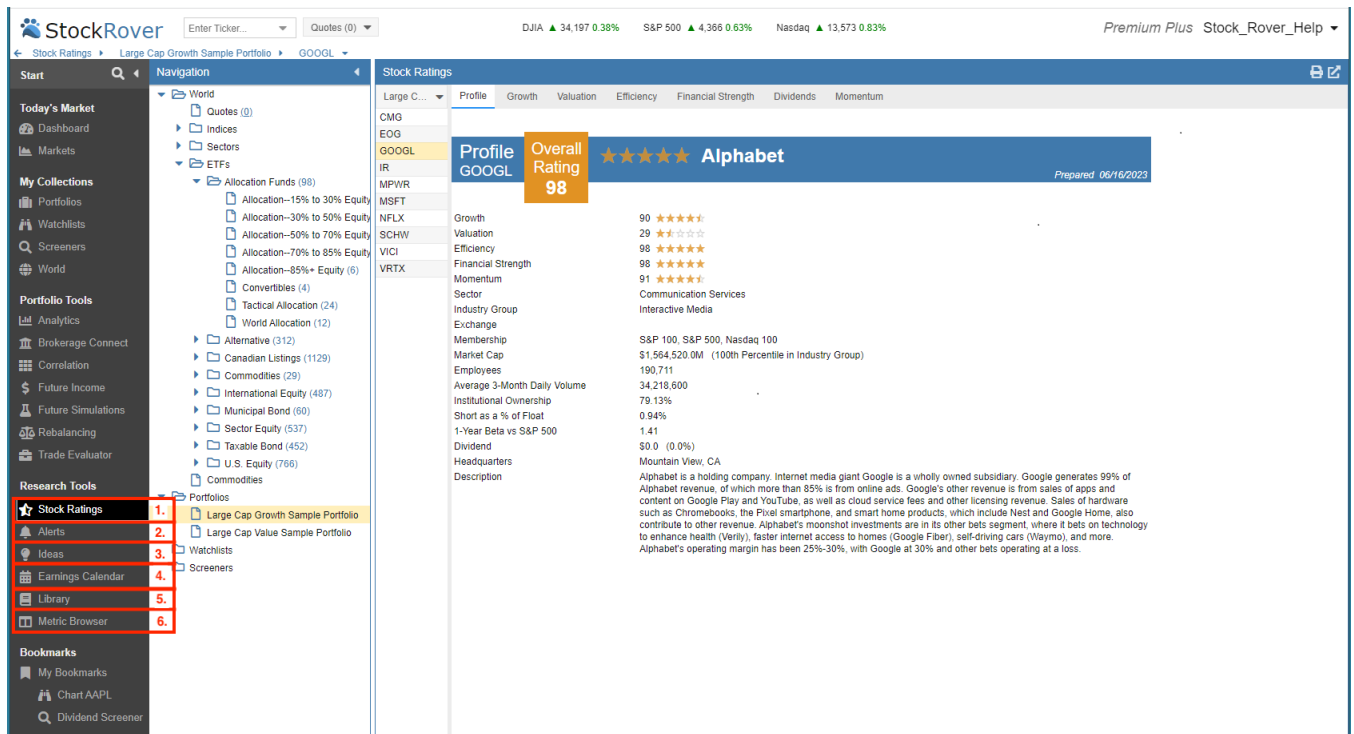 StockRover
Enter Ticker...
Quotes (0)
DJIA ▲ 34,197 0.38% S&P 500 ▲ 4,366 0.63% Nasdaq ▲ 13,573 0.83%
Premium Plus Stock_Rover_Help
Stock Ratings Large Cap Growth Sample Portfolio GOOGL
Start
Today's Market
Dashboard
Markets
My Collections
Portfolios
Watchlists
Screeners
World
Portfolio Tools
Analytics
Brokerage Connect
Correlation
Future Income
Future Simulations
Rebalancing
Trade Evaluator
Research Tools
Stock Ratings 1.
Alerts 2.
Ideas 3.
Earnings Calendar 4.
Library 5.
Metric Browser 6.
Bookmarks
My Bookmarks
Chart AAPL
Dividend Screener
Navigation
World
Quotes (0)
Indices
Sectors
ETFs
Allocation Funds (98)
Allocation--15% to 30% Equity
Allocation--30% to 50% Equity
Allocation--50% to 70% Equity
Allocation--70% to 85% Equity
Allocation--85%+ Equity (6)
Convertibles (4)
Tactical Allocation (24)
World Allocation (12)
Alternative (312)
Canadian Listings (1129)
Commodities (29)
International Equity (487)
Municipal Bond (60)
Sector Equity (537)
Taxable Bond (452)
U.S. Equity (766)
Commodities
Portfolios
Large Cap Growth Sample Portfolio
Large Cap Value Sample Portfolio
Watchlists
Screeners
Stock Ratings
Large C...
CMG
EOG
GOOGL
IR
MPWR
MSFT
NFLX
SCHW
VICI
VRTX
Profile Growth Valuation Efficiency Financial Strength Dividends Momentum
Profile
GOOGL
Overall
Rating
98
Alphabet
Prepared 06/16/2023
Growth 90
Valuation 29
Efficiency 98
Financial Strength 98
Momentum 91
Sector Communication Services
Industry Group Interactive Media
Exchange
Membership S&P 100, S&P 500, Nasdaq 100
Market Cap $1,564,520.0M (100th Percentile in Industry Group)
Employees 190,711
Average 3-Month Daily Volume 34,218,600
Institutional Ownership 79.13%
Short as a % of Float 0.94%
1-Year Beta vs S&P 500 1.41
Dividend $0.0 (0.0%)
Headquarters Mountain View, CA
Description Alphabet is a holding company. Internet media giant Google is a wholly owned subsidiary. Google generates 99% of
Alphabet revenue, of which more than 85% is from online ads. Google's other revenue is from sales of apps and
content on Google Play and YouTube, as well as cloud service fees and other licensing revenue. Sales of hardware
such as Chromebooks, the Pixel smartphone, and smart home products, which include Nest and Google Home, also
contribute to other revenue. Alphabet's moonshot investments are in its other bets segment, where it bets on technology
to enhance health (Verily), faster internet access to homes (Google Fiber), self-driving cars (Waymo), and more.
Alphabet's operating margin has been 25%-30%, with Google at 30% and other bets operating at a loss.